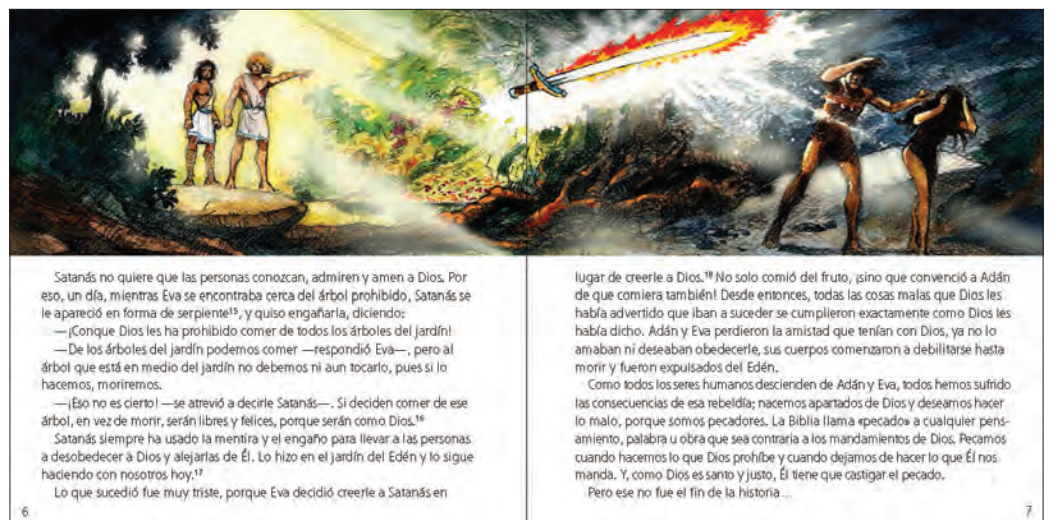 Satanás no quiere que las personas conozcan, admiren y amen a Dios. Por
eso, un día, mientras Eva se encontraba cerca del árbol prohibido, Satanás se
le apareció en forma de serpiente¹⁵, y quiso engañarla, diciendo:
—¡Conque Dios les ha prohibido comer de todos los árboles del jardín!
—De los árboles del jardín podemos comer —respondió Eva—, pero al
árbol que está en medio del jardín no debemos ni aun tocarlo, pues si lo
hacemos, moriremos.
—¡Eso no es cierto! —se atrevió a decirle Satanás—. Si deciden comer de ese
árbol, en vez de morir, serán libres y felices, porque serán como Dios.¹⁶
Satanás siempre ha usado la mentira y el engaño para llevar a las personas
a desobedecer a Dios y alejarlas de Él. Lo hizo en el jardín del Edén y lo sigue
haciendo con nosotros hoy.¹⁷
Lo que sucedió fue muy triste, porque Eva decidió creerle a Satanás en
6
lugar de creerle a Dios.¹⁸ No solo comió del fruto, ¡sino que convenció a Adán
de que comiera también! Desde entonces, todas las cosas malas que Dios les
había advertido que iban a suceder se cumplieron exactamente como Dios les
había dicho. Adán y Eva perdieron la amistad que tenían con Dios, ya no lo
amaban ni deseaban obedecerle, sus cuerpos comenzaron a debilitarse hasta
morir y fueron expulsados del Edén.
Como todos los seres humanos descienden de Adán y Eva, todos hemos sufrido
las consecuencias de esa rebeldía; nacemos apartados de Dios y deseamos hacer
lo malo, porque somos pecadores. La Biblia llama «pecado» a cualquier pens-
amiento, palabra u obra que sea contraria a los mandamientos de Dios. Pecamos
cuando hacemos lo que Dios prohíbe y cuando dejamos de hacer lo que Él nos
manda. Y, como Dios es santo y justo, Él tiene que castigar el pecado.
Pero ese no fue el fin de la historia...
7